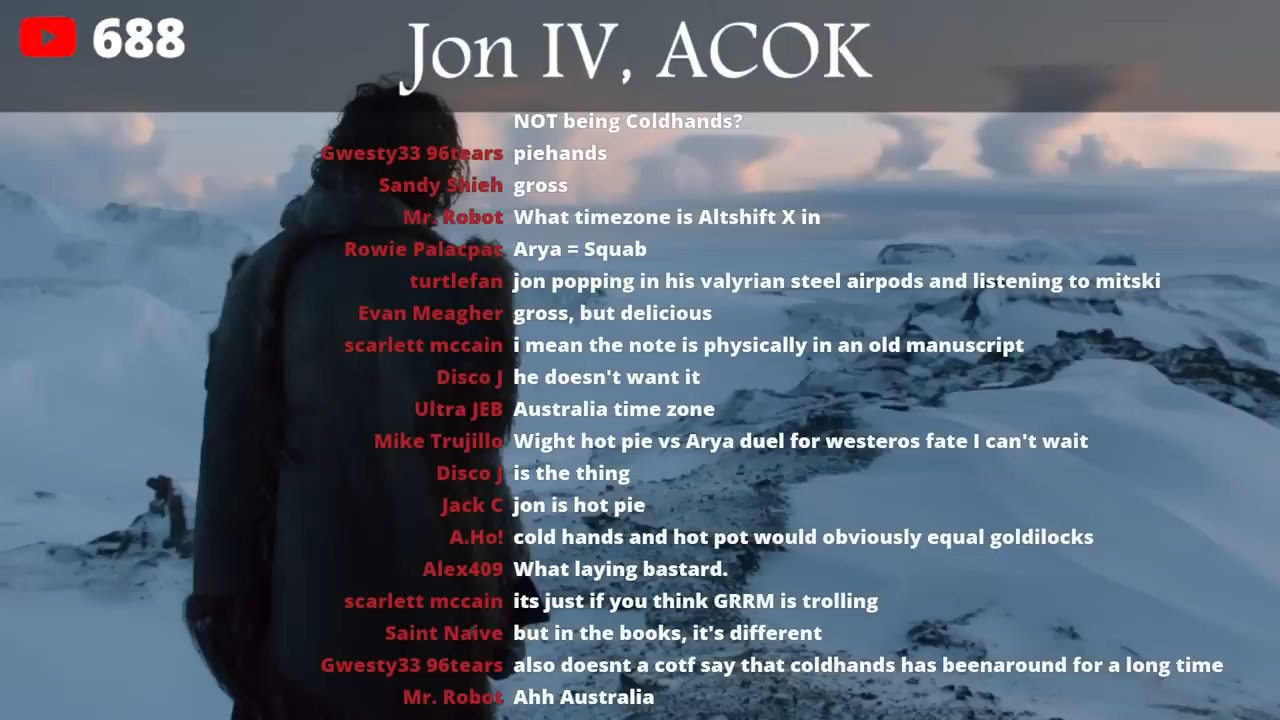 688
Jon IV, ACOK
NOT being Coldhands?
Gwesty33 96tears piehands
Sandy Shieh gross
Mr. Robot What timezone is Altshift X in
Rowie Palacpac Arya = Squab
turtlefan jon popping in his valyrian steel airpods and listening to mitski
Evan Meagher gross, but delicious
scarlett mccain i mean the note is physically in an old manuscript
Disco J he doesn't want it
Ultra JEB Australia time zone
Mike Trujillo Wight hot pie vs Arya duel for westeros fate I can't wait
Disco J is the thing
Jack C jon is hot pie
A.Ho! cold hands and hot pot would obviously equal goldilocks
Alex409 What laying bastard.
scarlett mccain its just if you think GRRM is trolling
Saint Naive but in the books, it's different
Gwesty33 96tears also doesnt a cotf say that coldhands has beenaround for a long time
Mr. Robot Ahh Australia